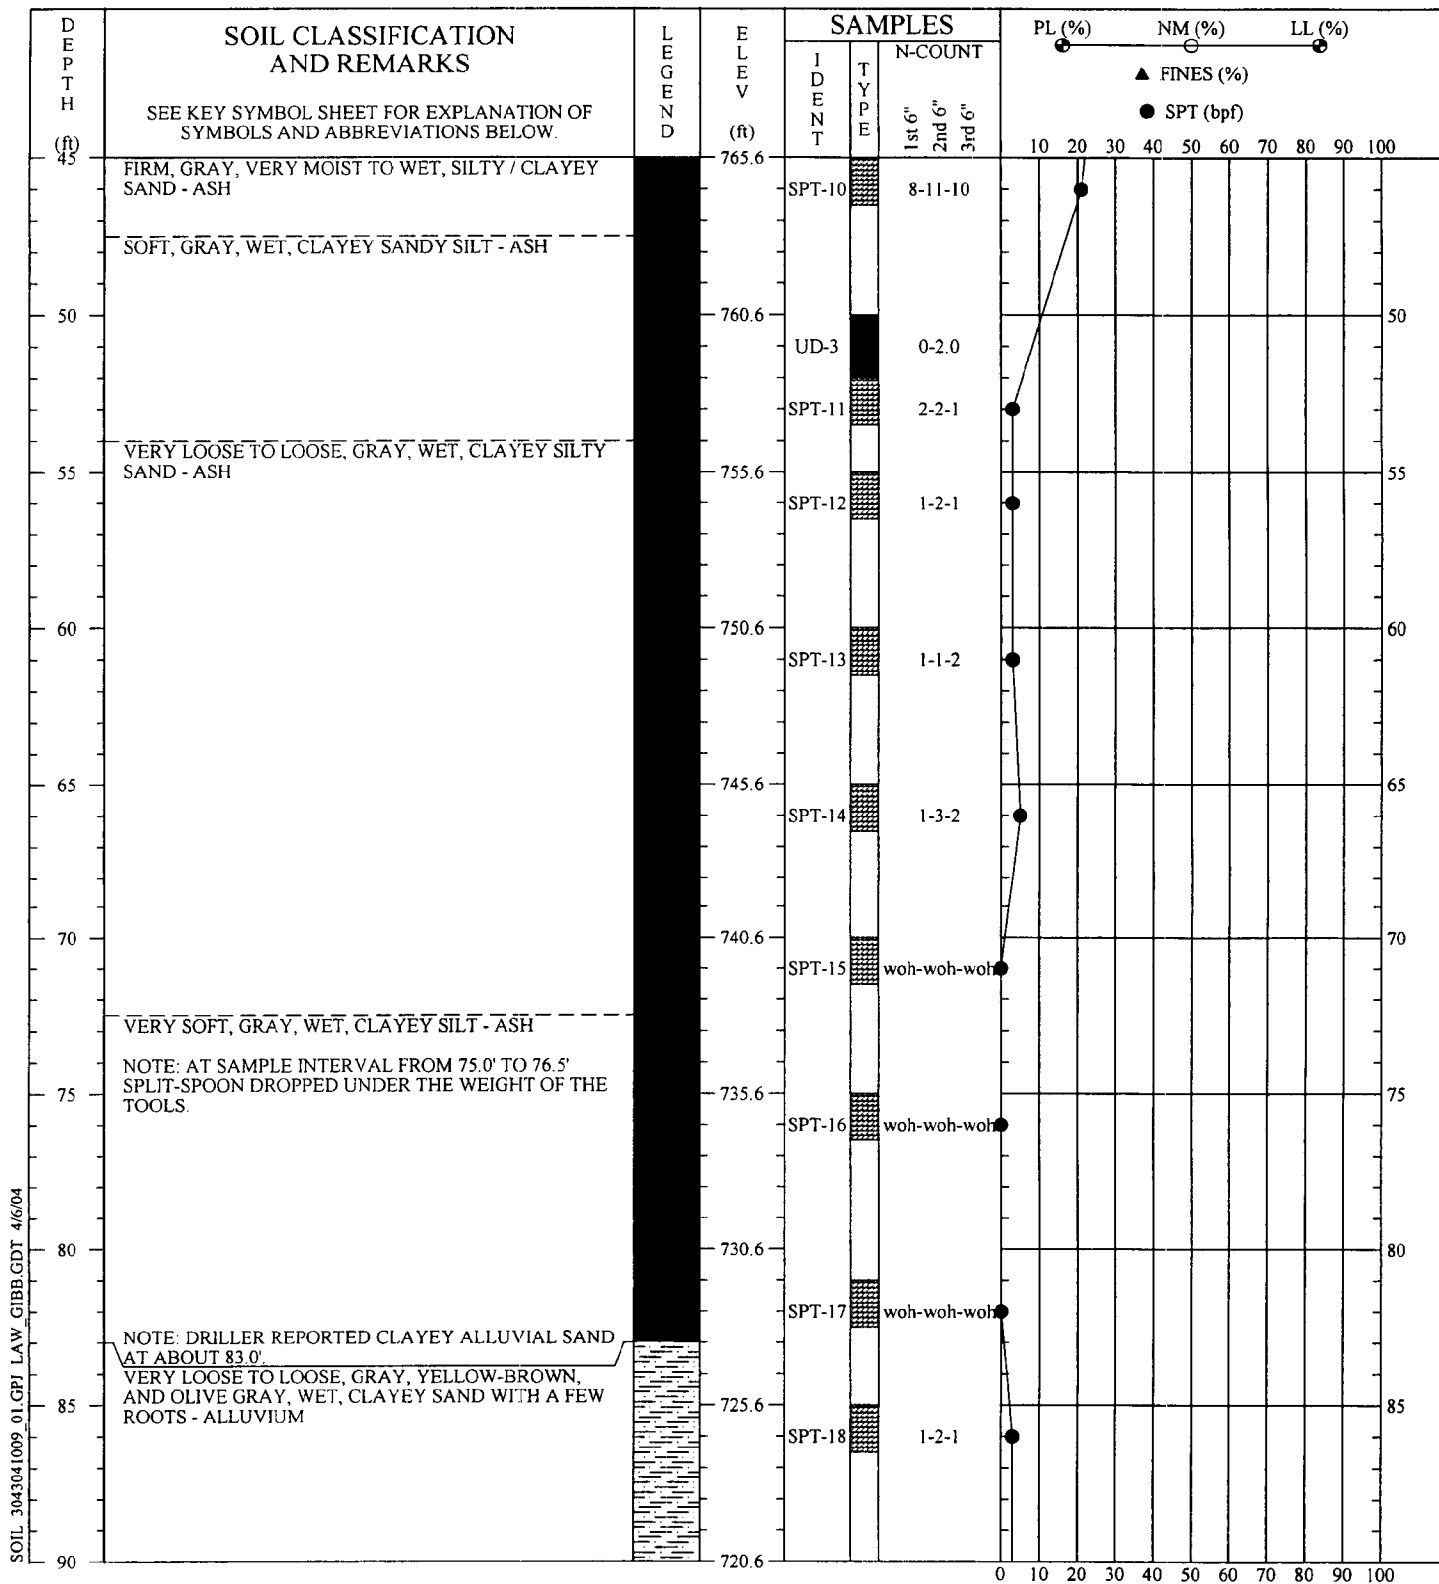 DEPTH
(ft)
SOIL CLASSIFICATION
AND REMARKS
SEE KEY SYMBOL SHEET FOR EXPLANATION OF
SYMBOLS AND ABBREVIATIONS BELOW.
LEGEND
ELEV
(ft)
SAMPLES
IDENT
TYPE
N-COUNT
1st 6"
2nd 6"
3rd 6"
PL (%) NM (%) LL (%)
▲ FINES (%)
● SPT (bpf)
10 20 30 40 50 60 70 80 90 100
45
FIRM, GRAY, VERY MOIST TO WET, SILTY / CLAYEY
SAND - ASH
765.6
SPT-10 8-11-10
SOFT, GRAY, WET, CLAYEY SANDY SILT - ASH
50 760.6 50
UD-3 0-2.0
SPT-11 2-2-1
VERY LOOSE TO LOOSE, GRAY, WET, CLAYEY SILTY
SAND - ASH
55 755.6 55
SPT-12 1-2-1
60 750.6 60
SPT-13 1-1-2
65 745.6 65
SPT-14 1-3-2
70 740.6 70
SPT-15 woh-woh-woh
VERY SOFT, GRAY, WET, CLAYEY SILT - ASH
NOTE: AT SAMPLE INTERVAL FROM 75.0' TO 76.5'
SPLIT-SPOON DROPPED UNDER THE WEIGHT OF THE
TOOLS.
75 735.6 75
SPT-16 woh-woh-woh
80 730.6 80
SPT-17 woh-woh-woh
NOTE: DRILLER REPORTED CLAYEY ALLUVIAL SAND
AT ABOUT 83.0'.
VERY LOOSE TO LOOSE, GRAY, YELLOW-BROWN,
AND OLIVE GRAY, WET, CLAYEY SAND WITH A FEW
ROOTS - ALLUVIUM
85 725.6 85
SPT-18 1-2-1
90 720.6
0 10 20 30 40 50 60 70 80 90 100
SOIL 3043041009_01.GPJ LAW_GIBB.GDT 4/6/04